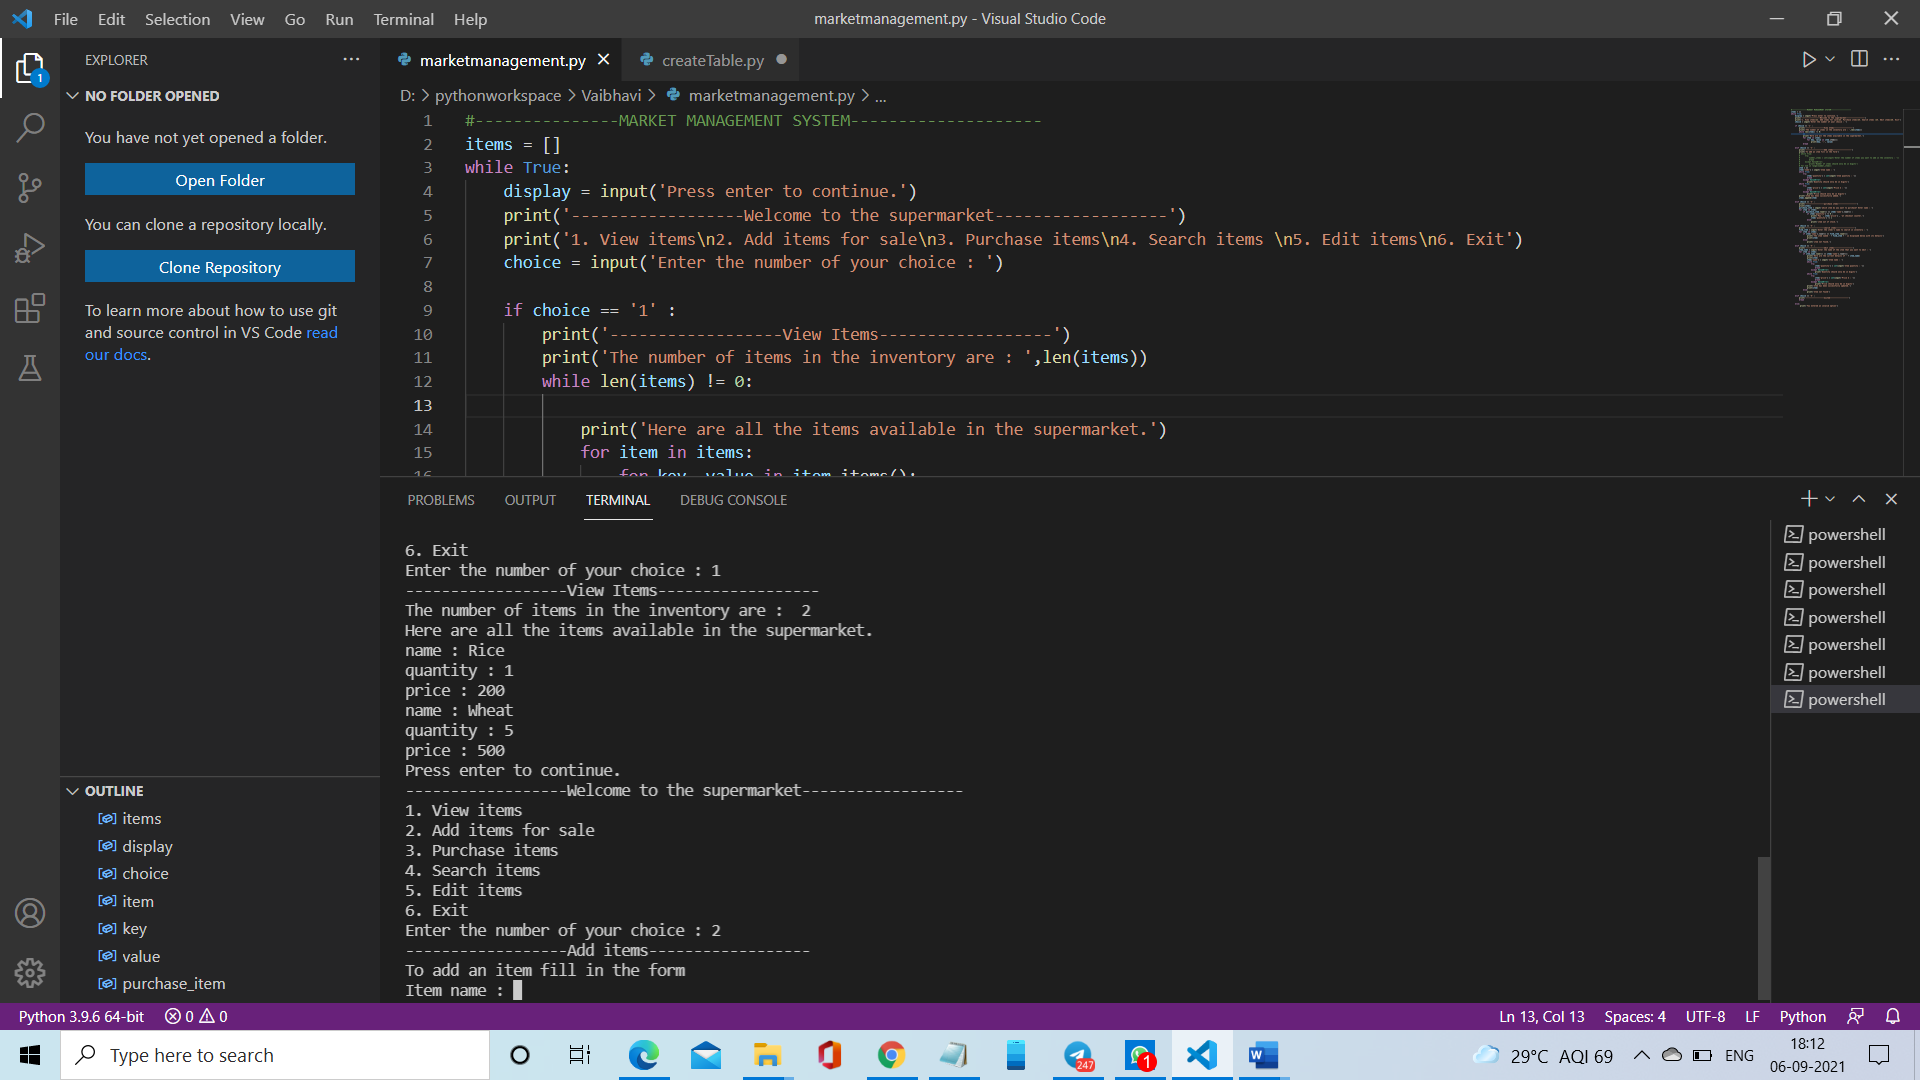 File Edit Selection View Go Run Terminal Help
marketmanagement.py - Visual Studio Code
EXPLORER
NO FOLDER OPENED
You have not yet opened a folder.
Open Folder
You can clone a repository locally.
Clone Repository
To learn more about how to use git
and source control in VS Code read
our docs.
OUTLINE
items
display
choice
item
key
value
purchase_item
marketmanagement.py
createTable.py
D: > pythonworkspace > Vaibhavi > marketmanagement.py > ...
1 #---------------MARKET MANAGEMENT SYSTEM--------------------
2 items = []
3 while True:
4 display = input('Press enter to continue.')
5 print('------------------Welcome to the supermarket------------------')
6 print('1. View items\n2. Add items for sale\n3. Purchase items\n4. Search items \n5. Edit items\n6. Exit')
7 choice = input('Enter the number of your choice : ')
8
9 if choice == '1' :
10 print('------------------View Items------------------')
11 print('The number of items in the inventory are : ',len(items))
12 while len(items) != 0:
13
14 print('Here are all the items available in the supermarket.')
15 for item in items:
16 for key, value in item.items():
PROBLEMS OUTPUT TERMINAL DEBUG CONSOLE
6. Exit
Enter the number of your choice : 1
------------------View Items------------------
The number of items in the inventory are :  2
Here are all the items available in the supermarket.
name : Rice
quantity : 1
price : 200
name : Wheat
quantity : 5
price : 500
Press enter to continue.
------------------Welcome to the supermarket------------------
1. View items
2. Add items for sale
3. Purchase items
4. Search items
5. Edit items
6. Exit
Enter the number of your choice : 2
------------------Add items------------------
To add an item fill in the form
Item name :
powershell
powershell
powershell
powershell
powershell
powershell
powershell
Python 3.9.6 64-bit 0 0
Ln 13, Col 13 Spaces: 4 UTF-8 LF Python
Type here to search
247
1
29°C AQI 69
ENG
18:12
06-09-2021